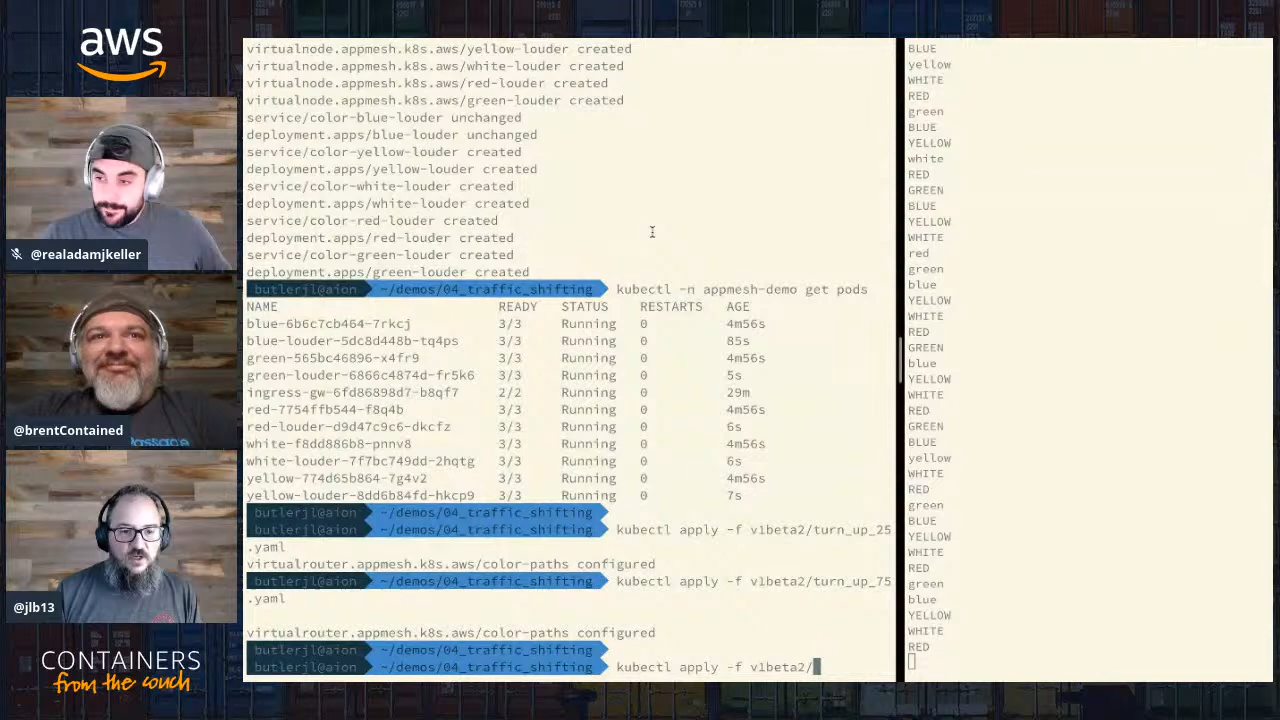 aws
@realadamjkeller
@brentContained
Passage
@jlb13
CONTAINERS
from the couch
virtualnode.appmesh.k8s.aws/yellow-louder created
virtualnode.appmesh.k8s.aws/white-louder created
virtualnode.appmesh.k8s.aws/red-louder created
virtualnode.appmesh.k8s.aws/green-louder created
service/color-blue-louder unchanged
deployment.apps/blue-louder unchanged
service/color-yellow-louder created
deployment.apps/yellow-louder created
service/color-white-louder created
deployment.apps/white-louder created
service/color-red-louder created
deployment.apps/red-louder created
service/color-green-louder created
deployment.apps/green-louder created
butlerjl@aion ~/demos/04_traffic_shifting kubectl -n appmesh-demo get pods
NAME READY STATUS RESTARTS AGE
blue-6b6c7cb464-7rkcj 3/3 Running 0 4m56s
blue-louder-5dc8d448b-tq4ps 3/3 Running 0 85s
green-565bc46896-x4fr9 3/3 Running 0 4m56s
green-louder-6866c4874d-fr5k6 3/3 Running 0 5s
ingress-gw-6fd86898d7-b8qf7 2/2 Running 0 29m
red-7754ffb544-f8q4b 3/3 Running 0 4m56s
red-louder-d9d47c9c6-dkcfz 3/3 Running 0 6s
white-f8dd886b8-pnnv8 3/3 Running 0 4m56s
white-louder-7f7bc749dd-2hqtg 3/3 Running 0 6s
yellow-774d65b864-7g4v2 3/3 Running 0 4m56s
yellow-louder-8dd6b84fd-hkcp9 3/3 Running 0 7s
butlerjl@aion ~/demos/04_traffic_shifting
butlerjl@aion ~/demos/04_traffic_shifting kubectl apply -f v1beta2/turn_up_25
.yaml
virtualrouter.appmesh.k8s.aws/color-paths configured
butlerjl@aion ~/demos/04_traffic_shifting kubectl apply -f v1beta2/turn_up_75
.yaml
virtualrouter.appmesh.k8s.aws/color-paths configured
butlerjl@aion ~/demos/04_traffic_shifting
butlerjl@aion ~/demos/04_traffic_shifting kubectl apply -f v1beta2/
BLUE
yellow
WHITE
RED
green
BLUE
YELLOW
white
RED
GREEN
BLUE
YELLOW
WHITE
red
green
blue
YELLOW
WHITE
RED
GREEN
blue
YELLOW
WHITE
RED
GREEN
BLUE
yellow
WHITE
RED
green
BLUE
YELLOW
WHITE
RED
green
blue
YELLOW
WHITE
RED